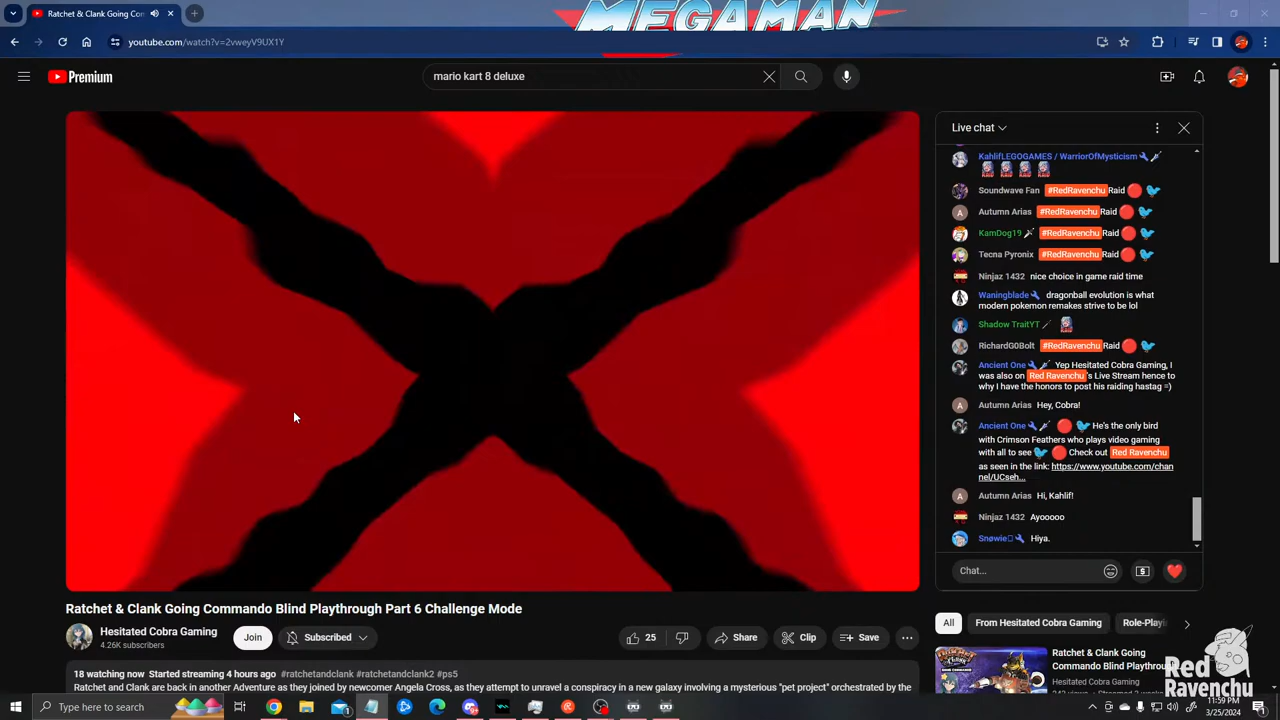 Ratchet & Clank Going Com
MEGAMAN
youtube.com/watch?v=2vweyV9UX1Y
Premium
mario kart 8 deluxe
Live chat
KahlifLEGOGAMES / WarriorOfMysticism
Soundwave Fan #RedRavenchu Raid
Autumn Arias #RedRavenchu Raid
KamDog19 #RedRavenchu Raid
Tecna Pyronix #RedRavenchu Raid
Ninjaz 1432 nice choice in game raid time
Waningblade dragonball evolution is what
modern pokemon remakes strive to be lol
Shadow TraitYT
RichardG0Bolt #RedRavenchu Raid
Ancient One Yep Hesitated Cobra Gaming, I
was also on Red Ravenchu's Live Stream hence to
why I have the honors to post his raiding hastag =)
Autumn Arias Hey, Cobra!
Ancient One He's the only bird
with Crimson Feathers who plays video gaming
with all to see Check out Red Ravenchu
as seen in the link: https://www.youtube.com/chan
nel/UCseh...
Autumn Arias Hi, Kahlif!
Ninjaz 1432 Ayooooo
Snøwie Hiya.
Chat...
Ratchet & Clank Going Commando Blind Playthrough Part 6 Challenge Mode
Hesitated Cobra Gaming
4.26K subscribers
Join
Subscribed
25
Share
Clip
Save
18 watching now Started streaming 4 hours ago #ratchetandclank #ratchetandclank2 #ps5
Ratchet and Clank are back in another Adventure as they joined by newcomer Angela Cross, as they attempt to unravel a conspiracy in a new galaxy involving a mysterious "pet project" orchestrated by the
All
From Hesitated Cobra Gaming
Role-Playi
Ratchet & Clank Going
Commando Blind Playthrough
Red
Ravenchu
Type here to search
11:59 PM
3/25/2024